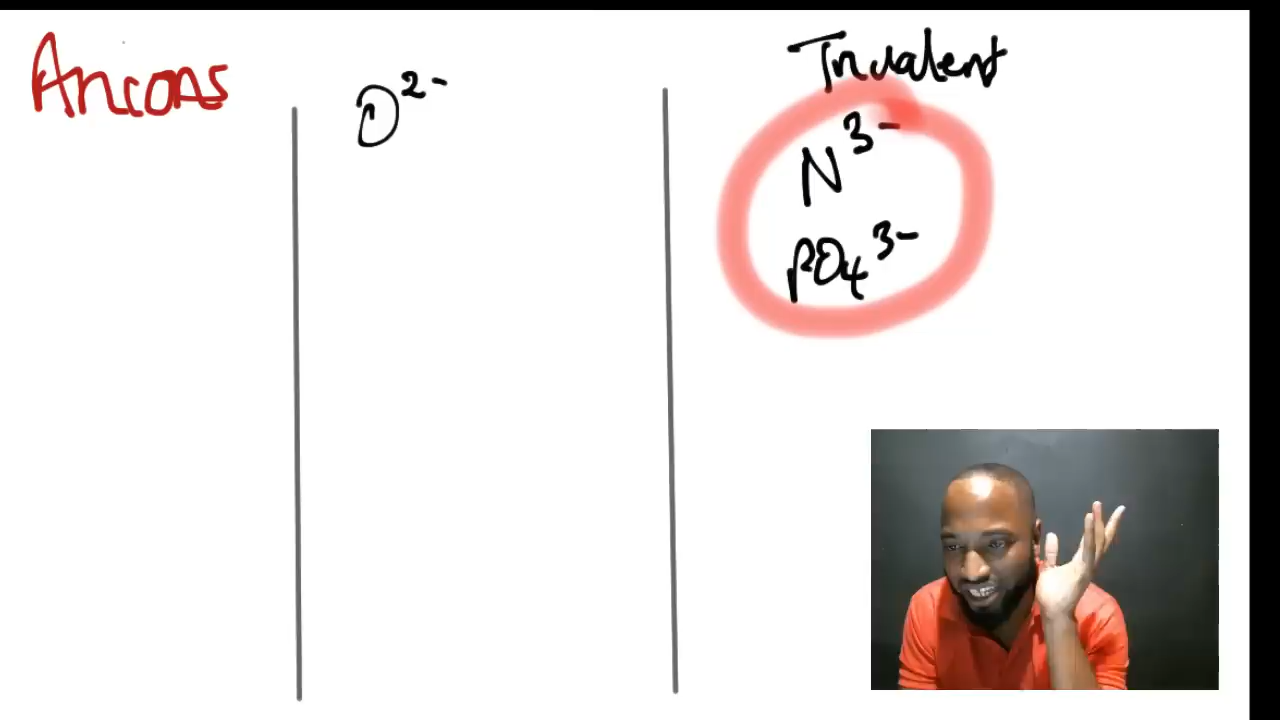 Anions
O²⁻
Trivalent
N³⁻
PO₄³⁻